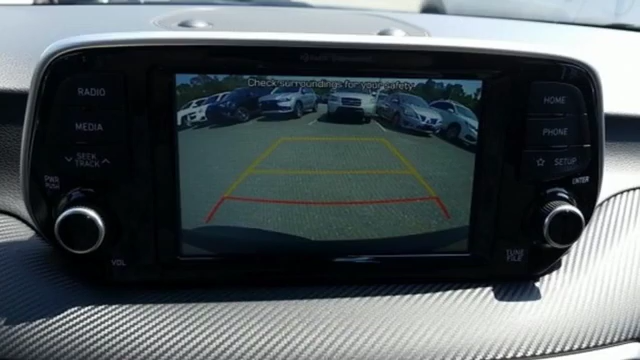 Check surroundings for your safety
RADIO
MEDIA
SEEK
TRACK
PWR
PUSH
VOL
HOME
PHONE
SETUP
ENTER
TUNE
FILE